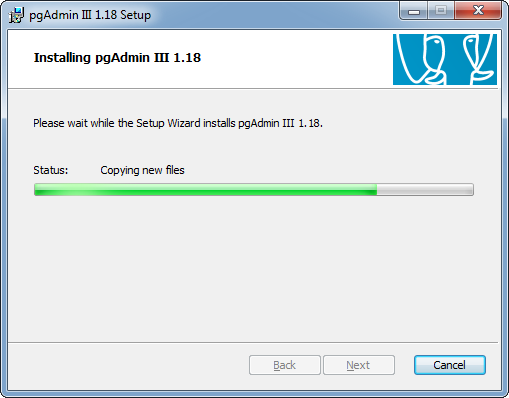 pgAdmin III 1.18 Setup
Installing pgAdmin III 1.18
Please wait while the Setup Wizard installs pgAdmin III 1.18.
Status: Copying new files
Back Next Cancel